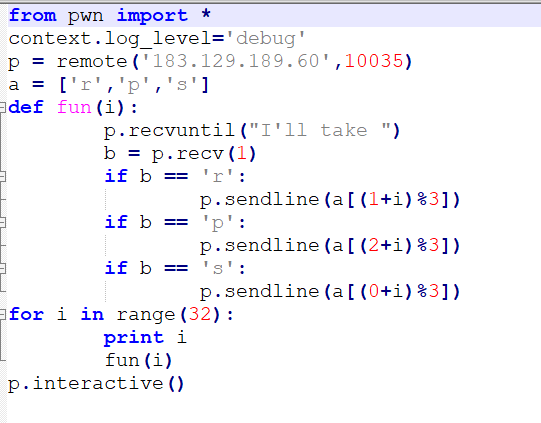 from pwn import *
context.log_level='debug'
p = remote('183.129.189.60',10035)
a = ['r','p','s']
def fun(i):
        p.recvuntil("I'll take ")
        b = p.recv(1)
        if b == 'r':
                p.sendline(a[(1+i)%3])
        if b == 'p':
                p.sendline(a[(2+i)%3])
        if b == 's':
                p.sendline(a[(0+i)%3])
for i in range(32):
        print i
        fun(i)
p.interactive()